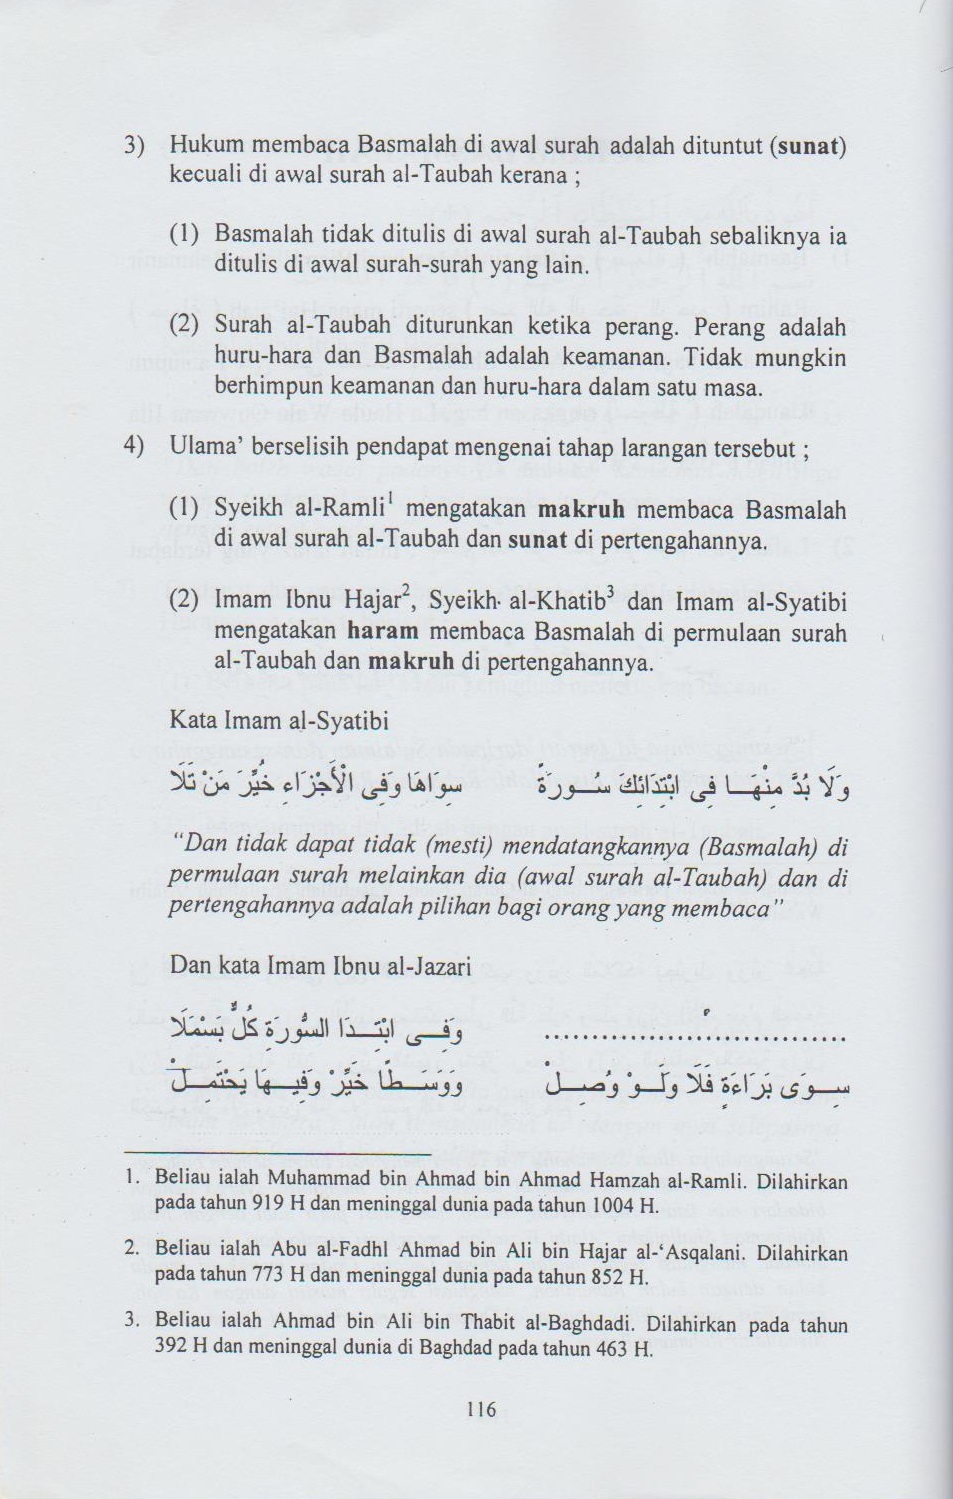 3) Hukum membaca Basmalah di awal surah adalah dituntut (sunat)
kecuali di awal surah al-Taubah kerana ;
(1) Basmalah tidak ditulis di awal surah al-Taubah sebaliknya ia
ditulis di awal surah-surah yang lain.
(2) Surah al-Taubah diturunkan ketika perang. Perang adalah
huru-hara dan Basmalah adalah keamanan. Tidak mungkin
berhimpun keamanan dan huru-hara dalam satu masa.
4) Ulama' berselisih pendapat mengenai tahap larangan tersebut ;
(1) Syeikh al-Ramli1 mengatakan makruh membaca Basmalah
di awal surah al-Taubah dan sunat di pertengahannya.
(2) Imam Ibnu Hajar2, Syeikh al-Khatib3 dan Imam al-Syatibi
mengatakan haram membaca Basmalah di permulaan surah
al-Taubah dan makruh di pertengahannya.
Kata Imam al-Syatibi
وَلَا بُدَّ مِنْهَا فِى ابْتِدَائِكَ سُورَةً سِوَاهَا وَفِى الْأَجْزَاءِ خُيِّرَ مَنْ تَلَا
"Dan tidak dapat tidak (mesti) mendatangkannya (Basmalah) di
permulaan surah melainkan dia (awal surah al-Taubah) dan di
pertengahannya adalah pilihan bagi orang yang membaca"
Dan kata Imam Ibnu al-Jazari
................................ وَفِى ابْتِدَا السُّورَةِ كُلٌّ بَسْمَلَا
سِوَى بَرَاءَةٍ فَلَا وَلَوْ وُصِلْ وَوَسَطًا خَيِّرْ وَفِيهَا يَحْتَمِلْ
1. Beliau ialah Muhammad bin Ahmad bin Ahmad Hamzah al-Ramli. Dilahirkan
pada tahun 919 H dan meninggal dunia pada tahun 1004 H.
2. Beliau ialah Abu al-Fadhl Ahmad bin Ali bin Hajar al-'Asqalani. Dilahirkan
pada tahun 773 H dan meninggal dunia pada tahun 852 H.
3. Beliau ialah Ahmad bin Ali bin Thabit al-Baghdadi. Dilahirkan pada tahun
392 H dan meninggal dunia di Baghdad pada tahun 463 H.
116